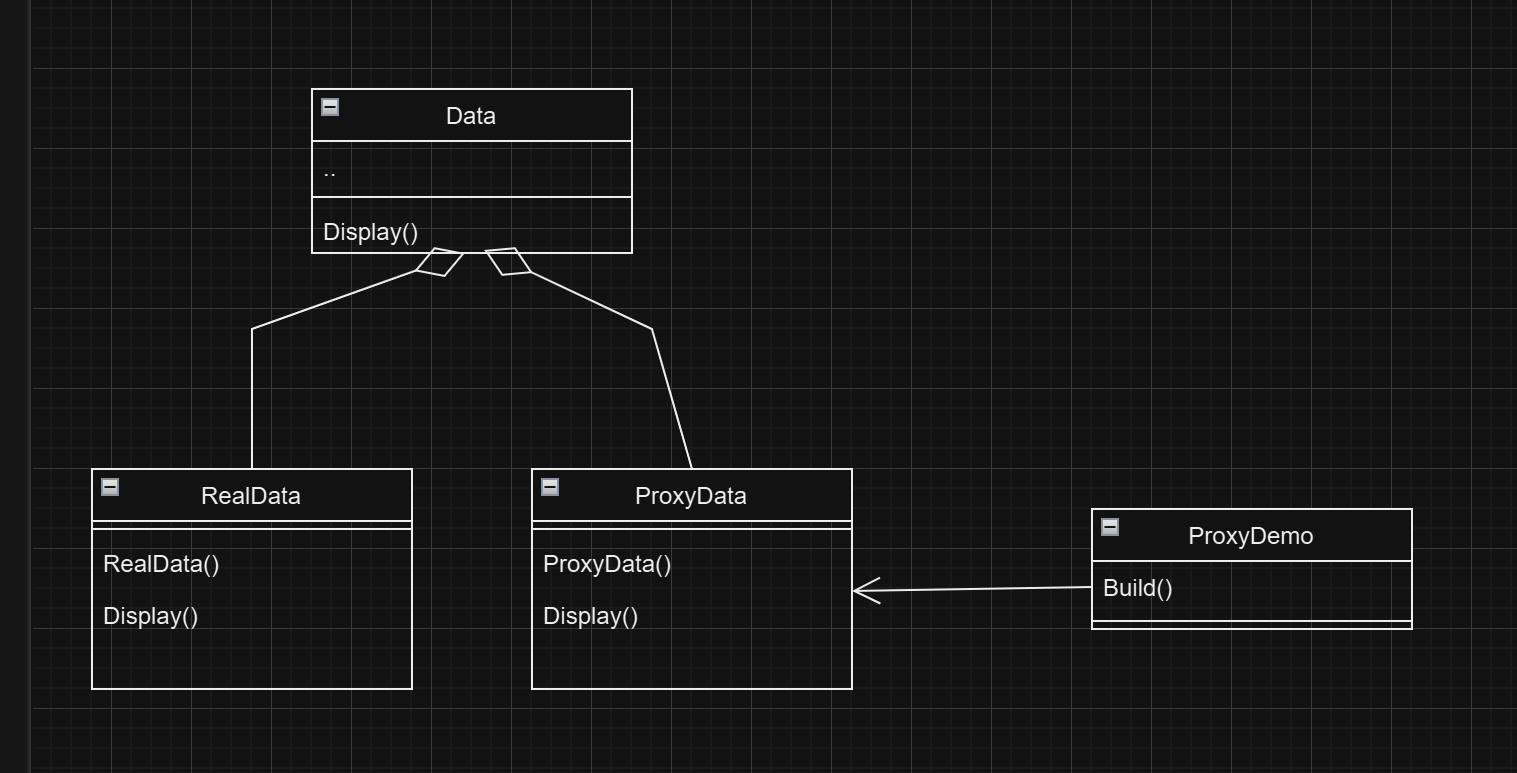 Data
..
Display()
RealData
RealData()
Display()
ProxyData
ProxyData()
Display()
ProxyDemo
Build()